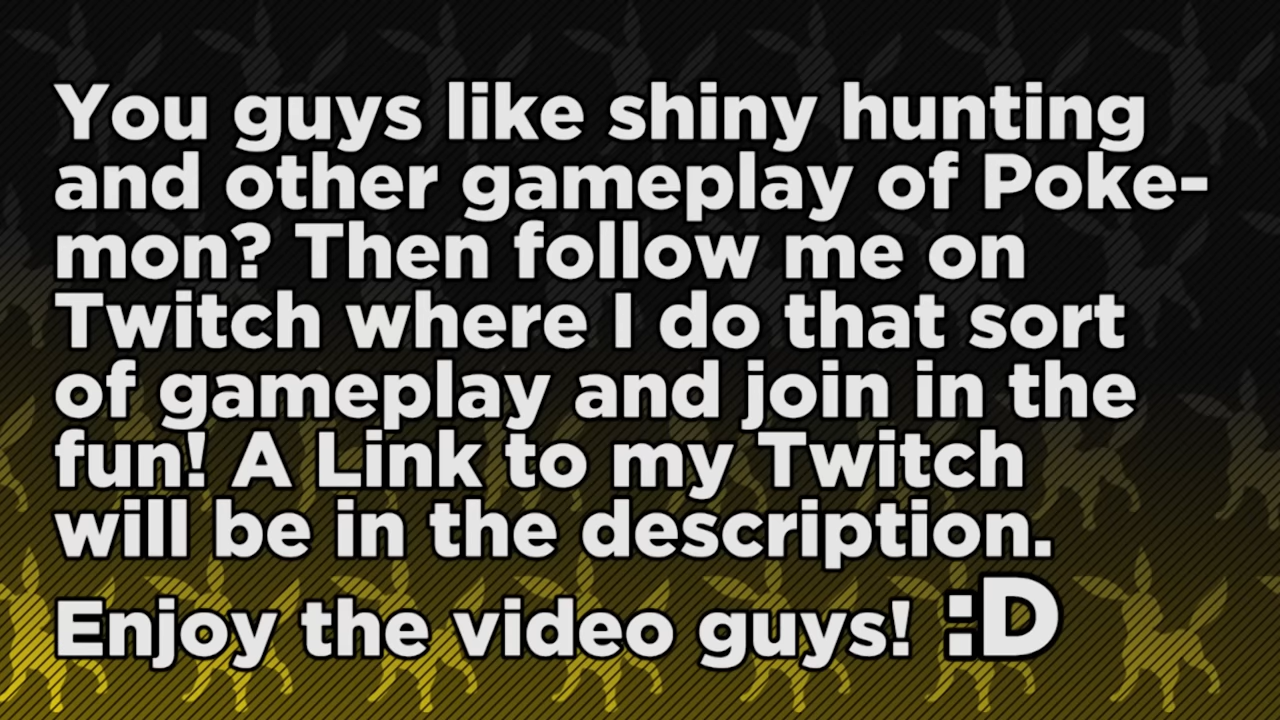 You guys like shiny hunting
and other gameplay of Poke-
mon? Then follow me on
Twitch where I do that sort
of gameplay and join in the
fun! A Link to my Twitch
will be in the description.
Enjoy the video guys! :D